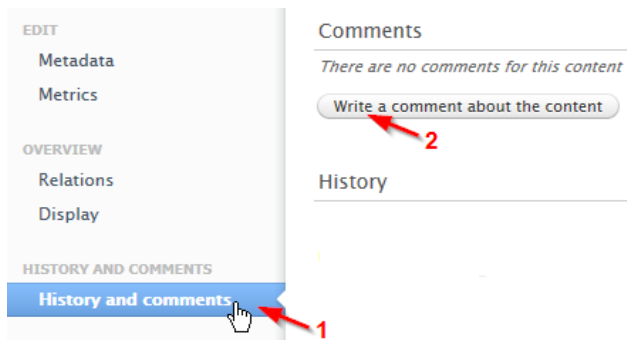 EDIT
Metadata
Metrics
OVERVIEW
Relations
Display
HISTORY AND COMMENTS
History and comments
1
Comments
There are no comments for this content
Write a comment about the content
2
History